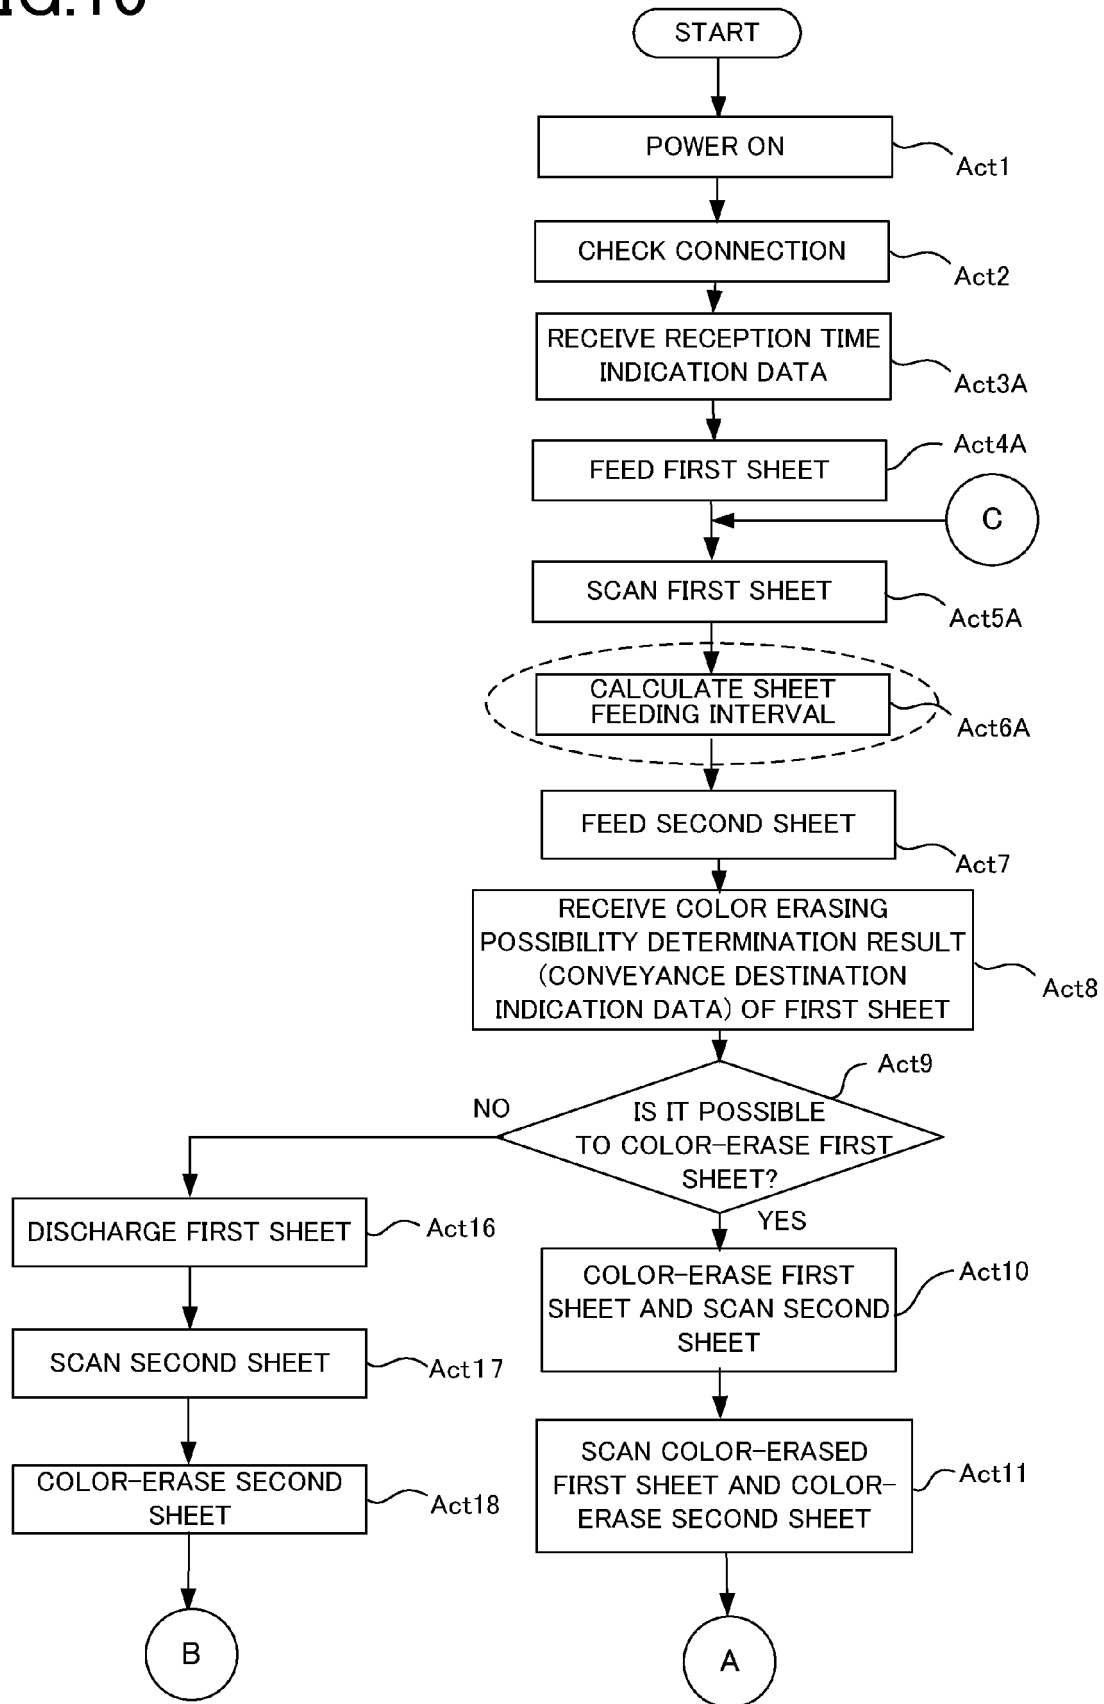 START
POWER ON
Act1
CHECK CONNECTION
Act2
RECEIVE RECEPTION TIME
INDICATION DATA
Act3A
FEED FIRST SHEET
Act4A
C
SCAN FIRST SHEET
Act5A
CALCULATE SHEET
FEEDING INTERVAL
Act6A
FEED SECOND SHEET
Act7
RECEIVE COLOR ERASING
POSSIBILITY DETERMINATION RESULT
(CONVEYANCE DESTINATION
INDICATION DATA) OF FIRST SHEET
Act8
Act9
IS IT POSSIBLE
TO COLOR-ERASE FIRST
SHEET?
NO
YES
DISCHARGE FIRST SHEET
Act16
SCAN SECOND SHEET
Act17
COLOR-ERASE SECOND
SHEET
Act18
B
COLOR-ERASE FIRST
SHEET AND SCAN SECOND
SHEET
Act10
SCAN COLOR-ERASED
FIRST SHEET AND COLOR-
ERASE SECOND SHEET
Act11
A